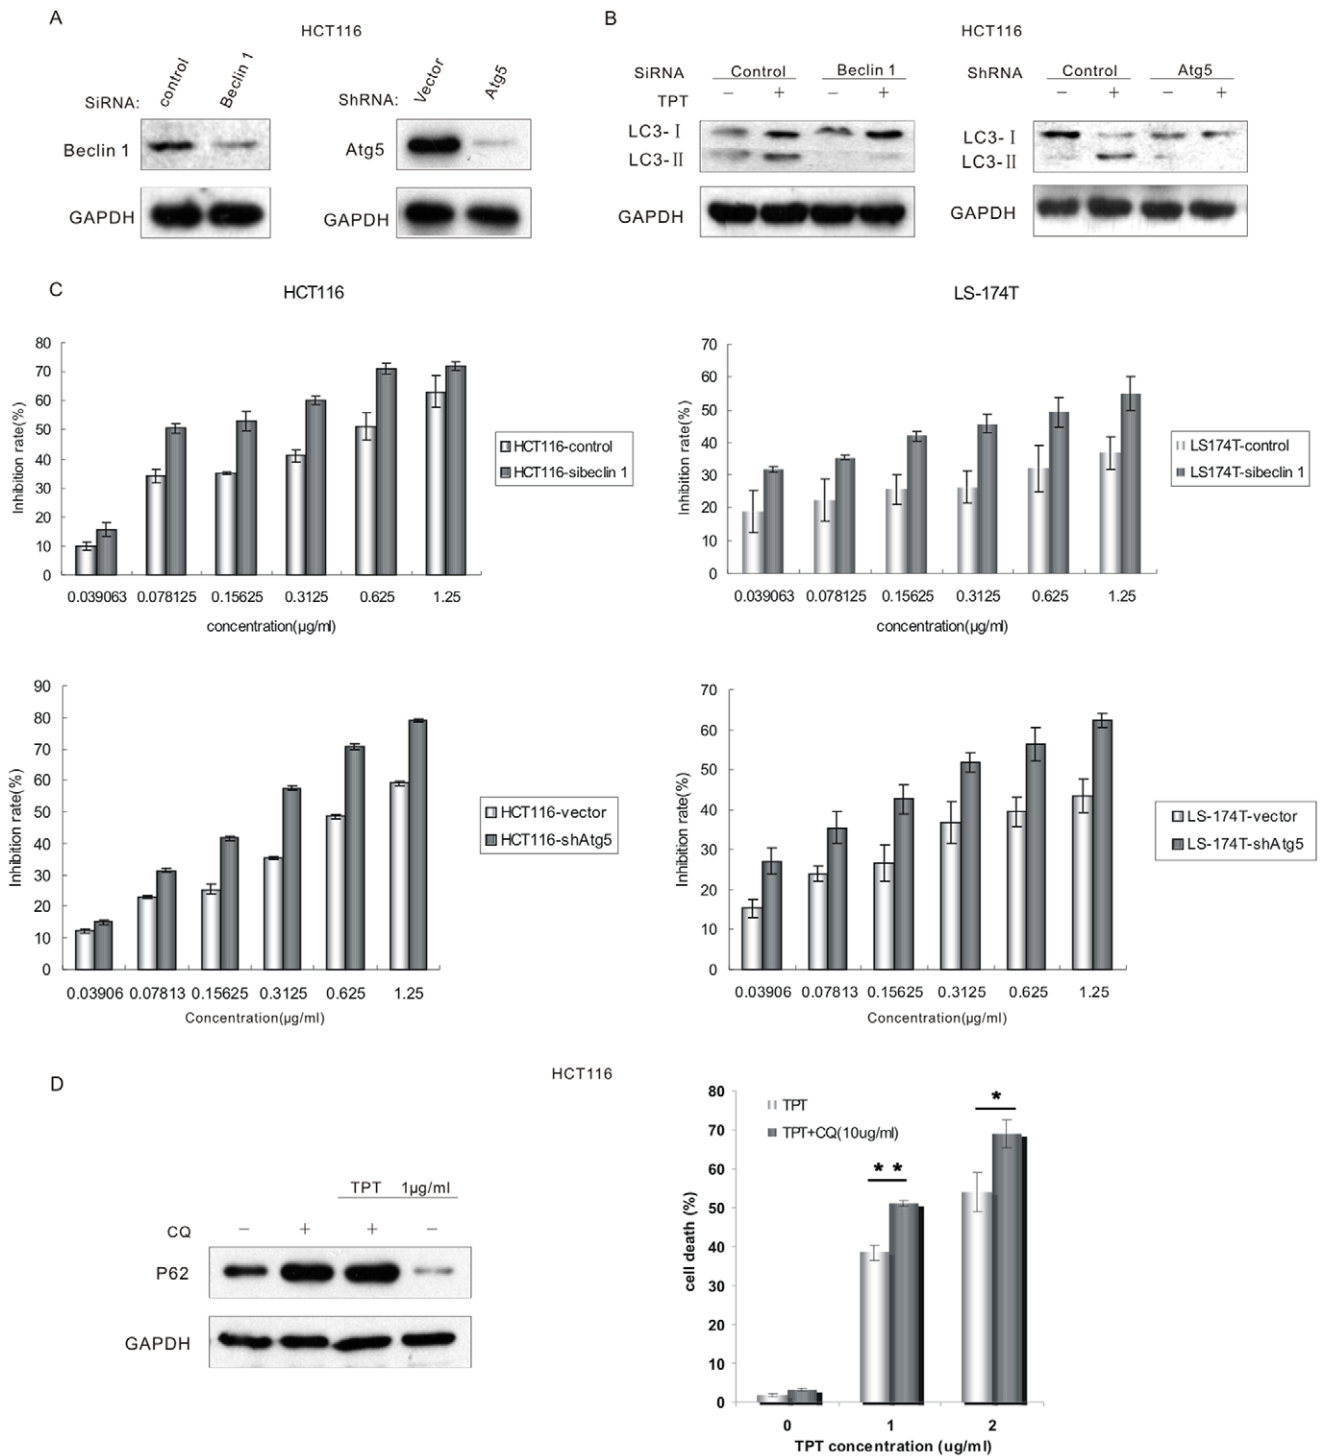 A
HCT116
SiRNA: control Beclin 1
Beclin 1
GAPDH
ShRNA: Vector Atg5
Atg5
GAPDH
B
HCT116
SiRNA Control Beclin 1
TPT − + − +
LC3-Ⅰ
LC3-Ⅱ
GAPDH
ShRNA Control Atg5
− + − +
LC3-Ⅰ
LC3-Ⅱ
GAPDH
C
HCT116
Inhibition rate(%)
80
70
60
50
40
30
20
10
0
0.039063 0.078125 0.15625 0.3125 0.625 1.25
concentration(µg/ml)
HCT116-control
HCT116-sibeclin 1
LS-174T
Inhibition rate(%)
70
60
50
40
30
20
10
0
0.039063 0.078125 0.15625 0.3125 0.625 1.25
concentration(µg/ml)
LS174T-control
LS174T-sibeclin 1
Inhibition rate(%)
90
80
70
60
50
40
30
20
10
0
0.03906 0.07813 0.15625 0.3125 0.625 1.25
Concentration(µg/ml)
HCT116-vector
HCT116-shAtg5
Inhibition rate(%)
70
60
50
40
30
20
10
0
0.03906 0.07813 0.15625 0.3125 0.625 1.25
Concentration(µg/ml)
LS-174T-vector
LS-174T-shAtg5
D
HCT116
TPT 1µg/ml
CQ − + + −
P62
GAPDH
cell death (%)
80
70
60
50
40
30
20
10
0
TPT
TPT+CQ(10ug/ml)
* *
*
0 1 2
TPT concentration (ug/ml)